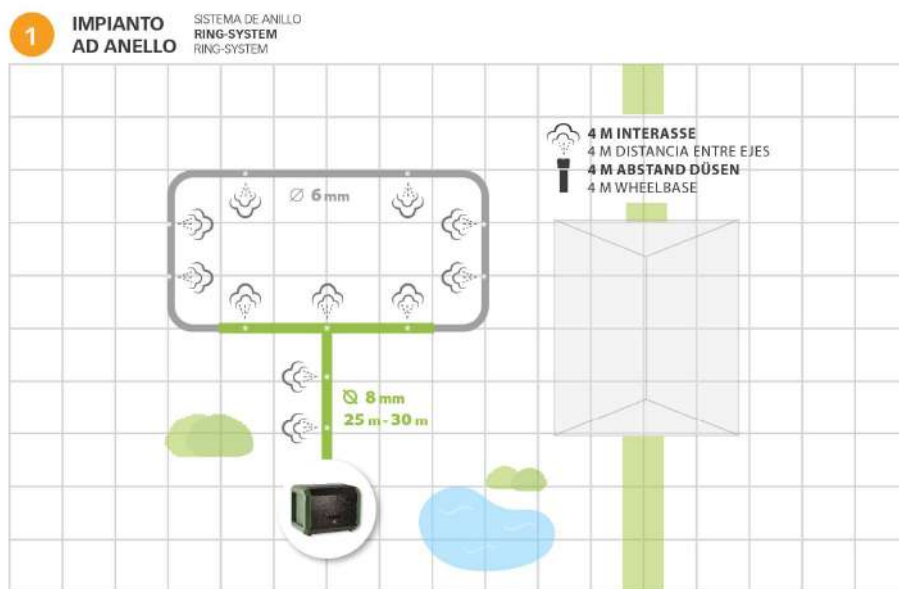 1
IMPIANTO
AD ANELLO
SISTEMA DE ANILLO
RING-SYSTEM
RING-SYSTEM
4 M INTERASSE
4 M DISTANCIA ENTRE EJES
4 M ABSTAND DÜSEN
4 M WHEELBASE
Ø 6 mm
Ø 8 mm
25 m - 30 m